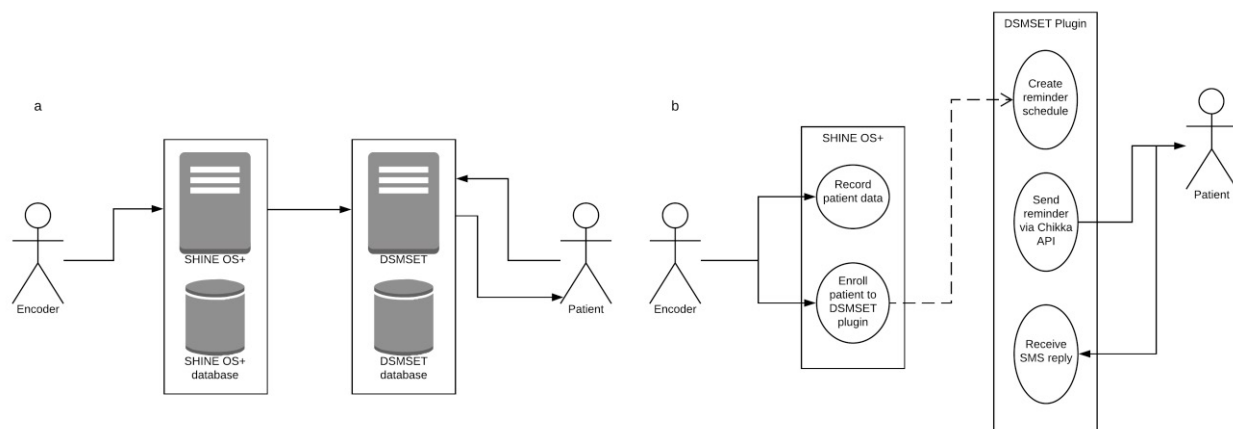 a
SHINE OS+
SHINE OS+
database
DSMSET
DSMSET
database
Encoder
Patient
b
Encoder
SHINE OS+
Record
patient data
Enroll
patient to
DSMSET
plugin
DSMSET Plugin
Create
reminder
schedule
Send
reminder
via Chikka
API
Receive
SMS reply
Patient